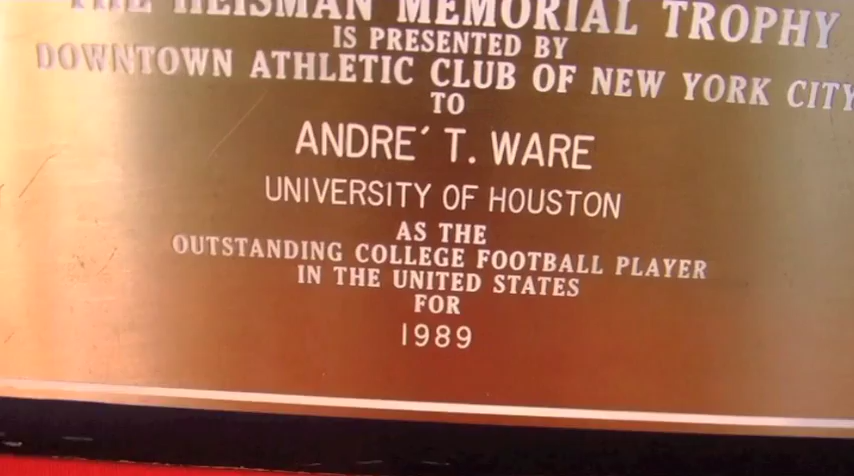 THE HEISMAN MEMORIAL TROPHY
IS PRESENTED BY
DOWNTOWN ATHLETIC CLUB OF NEW YORK CITY
TO
ANDRE´ T. WARE
UNIVERSITY OF HOUSTON
AS THE
OUTSTANDING COLLEGE FOOTBALL PLAYER
IN THE UNITED STATES
FOR
1989